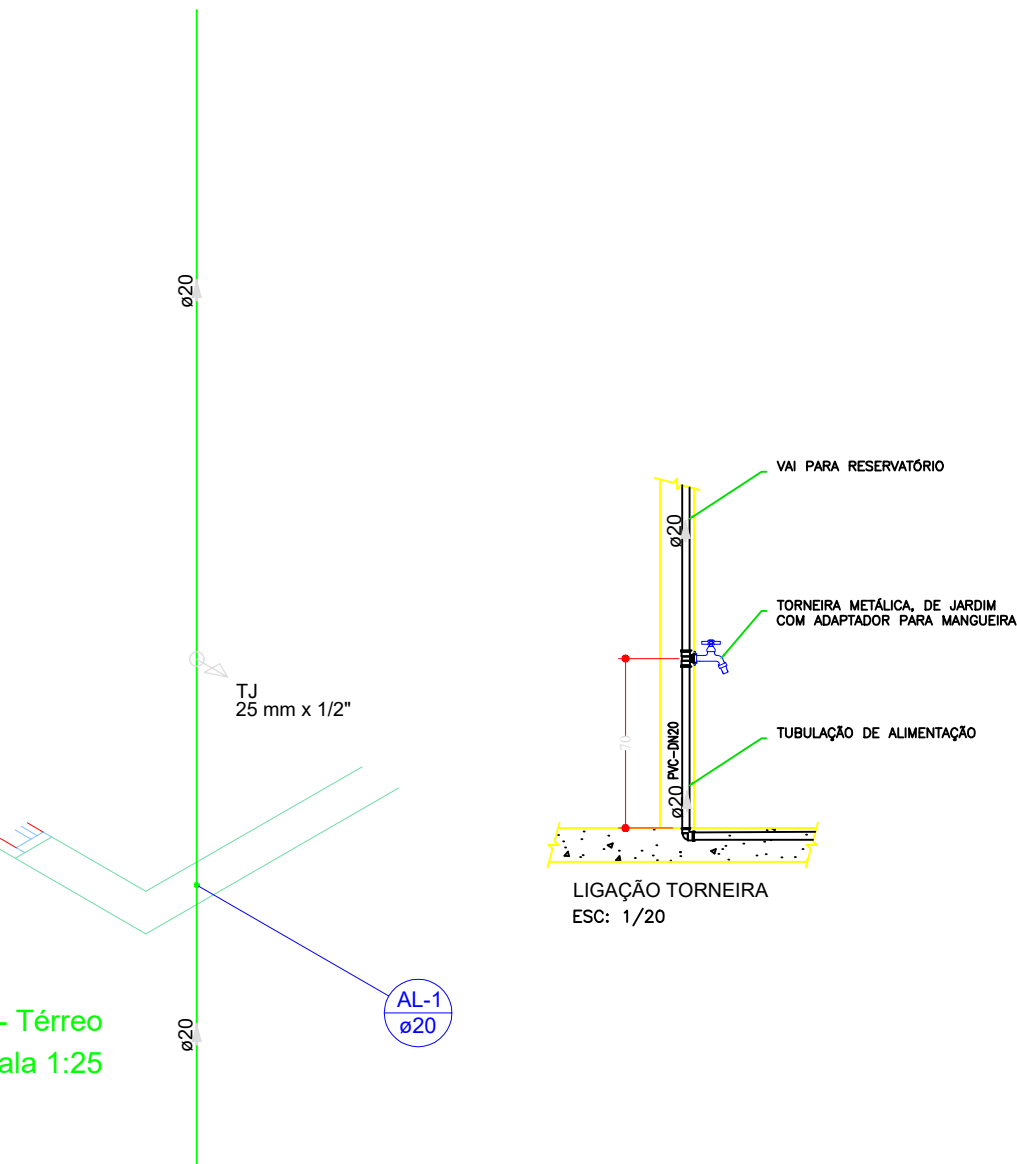 ø20
TJ
25 mm x 1/2"
- Térreo
ala 1:25
ø20
AL-1
ø20
VAI PARA RESERVATÓRIO
ø20
TORNEIRA METÁLICA, DE JARDIM
COM ADAPTADOR PARA MANGUEIRA
70
PVC-DN20
ø20
TUBULAÇÃO DE ALIMENTAÇÃO
LIGAÇÃO TORNEIRA
ESC: 1/20